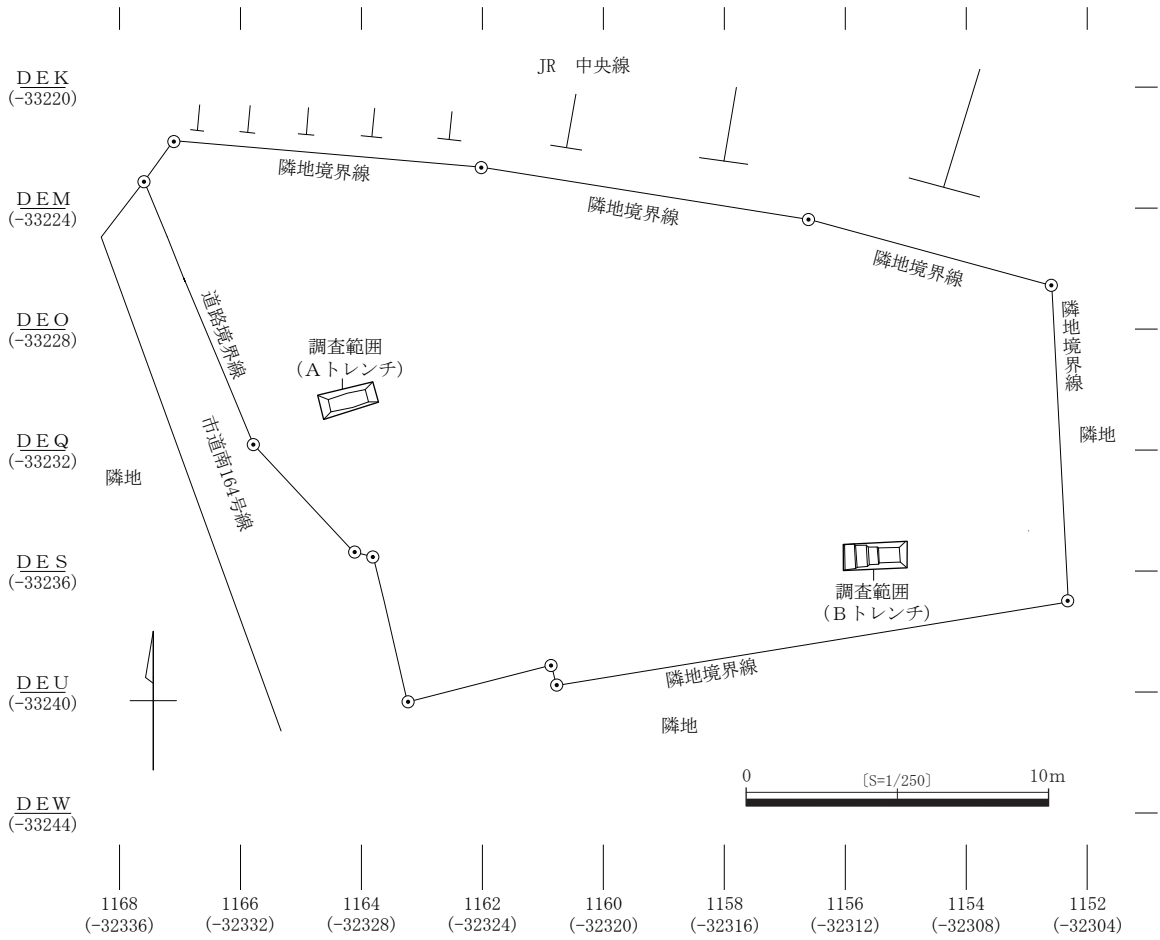 JR 中央線
DEK
(-33220)
隣地境界線
隣地境界線
DEM
(-33224)
隣地境界線
道路境界線
DEO
(-33228)
隣地境界線
調査範囲
（Aトレンチ）
市道南164号線
隣地
DEQ
(-33232)
隣地
DES
(-33236)
調査範囲
（Bトレンチ）
隣地境界線
DEU
(-33240)
隣地
0
〔S=1/250〕
10m
DEW
(-33244)
1168
(-32336)
1166
(-32332)
1164
(-32328)
1162
(-32324)
1160
(-32320)
1158
(-32316)
1156
(-32312)
1154
(-32308)
1152
(-32304)